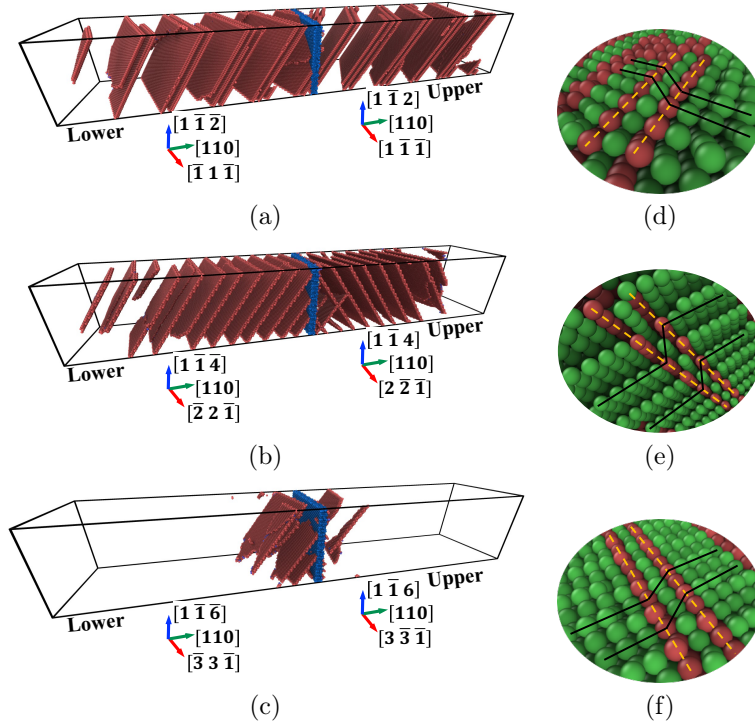 [1 1̅ 2̅]
[110]
[1̅ 1 1̅]
[1 1̅ 2]
[110]
[1 1̅ 1̅]
Lower
Upper
(a)
(d)
[1 1̅ 4̅]
[110]
[2̅ 2 1̅]
[1 1̅ 4]
[110]
[2 2̅ 1̅]
Lower
Upper
(b)
(e)
[1 1̅ 6̅]
[110]
[3̅ 3 1̅]
[1 1̅ 6]
[110]
[3 3̅ 1̅]
Lower
Upper
(c)
(f)